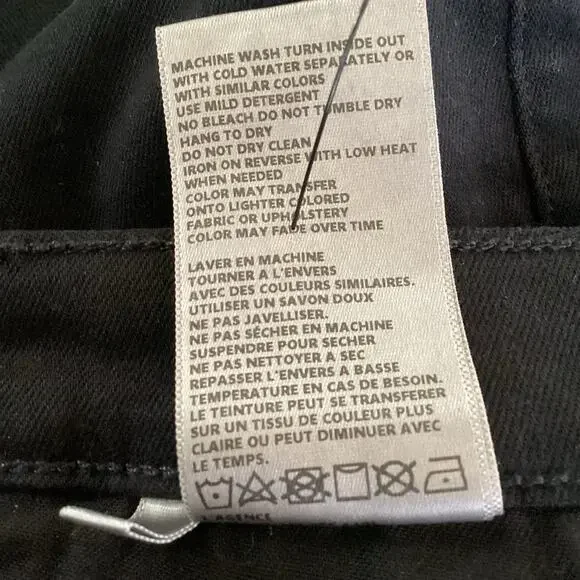 MACHINE WASH TURN INSIDE OUT
WITH COLD WATER SEPARATELY OR
WITH SIMILAR COLORS
USE MILD DETERGENT
NO BLEACH DO NOT TUMBLE DRY
HANG TO DRY
DO NOT DRY CLEAN
IRON ON REVERSE WITH LOW HEAT
WHEN NEEDED
COLOR MAY TRANSFER
ONTO LIGHTER COLORED
FABRIC OR UPHOLSTERY
COLOR MAY FADE OVER TIME
LAVER EN MACHINE
TOURNER A L'ENVERS
AVEC DES COULEURS SIMILAIRES.
UTILISER UN SAVON DOUX
NE PAS JAVELLISER.
NE PAS SÉCHER EN MACHINE
SUSPENDRE POUR SECHER
NE PAS NETTOYER A SEC
REPASSER L'ENVERS A BASSE
TEMPERATURE EN CAS DE BESOIN.
LE TEINTURE PEUT SE TRANSFERER
SUR UN TISSU DE COULEUR PLUS
CLAIRE OU PEUT DIMINUER AVEC
LE TEMPS.
AGENCE